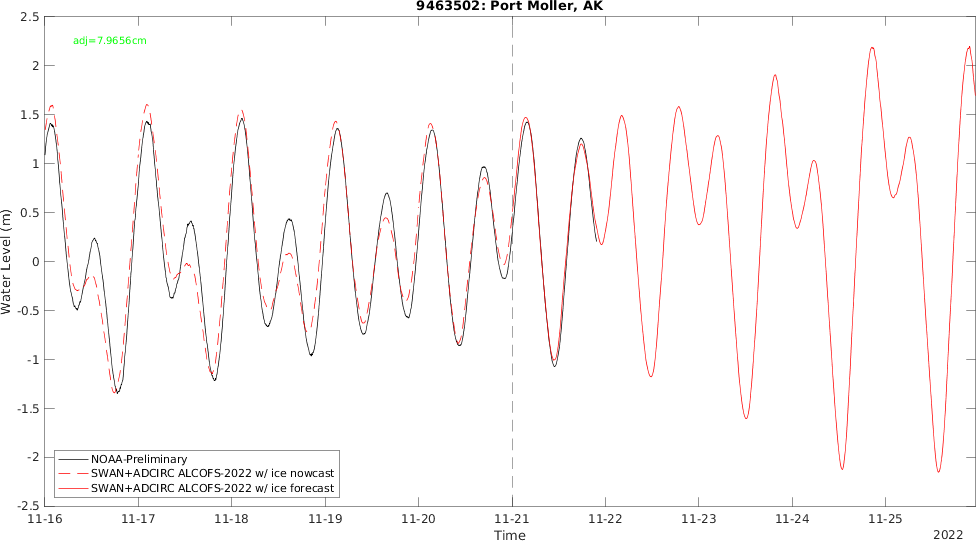 9463502: Port Moller, AK
adj=7.9656cm
2.5
2
1.5
1
0.5
0
-0.5
-1
-1.5
-2
-2.5
Water Level (m)
NOAA-Preliminary
SWAN+ADCIRC ALCOFS-2022 w/ ice nowcast
SWAN+ADCIRC ALCOFS-2022 w/ ice forecast
11-16 11-17 11-18 11-19 11-20 11-21 11-22 11-23 11-24 11-25
Time
2022